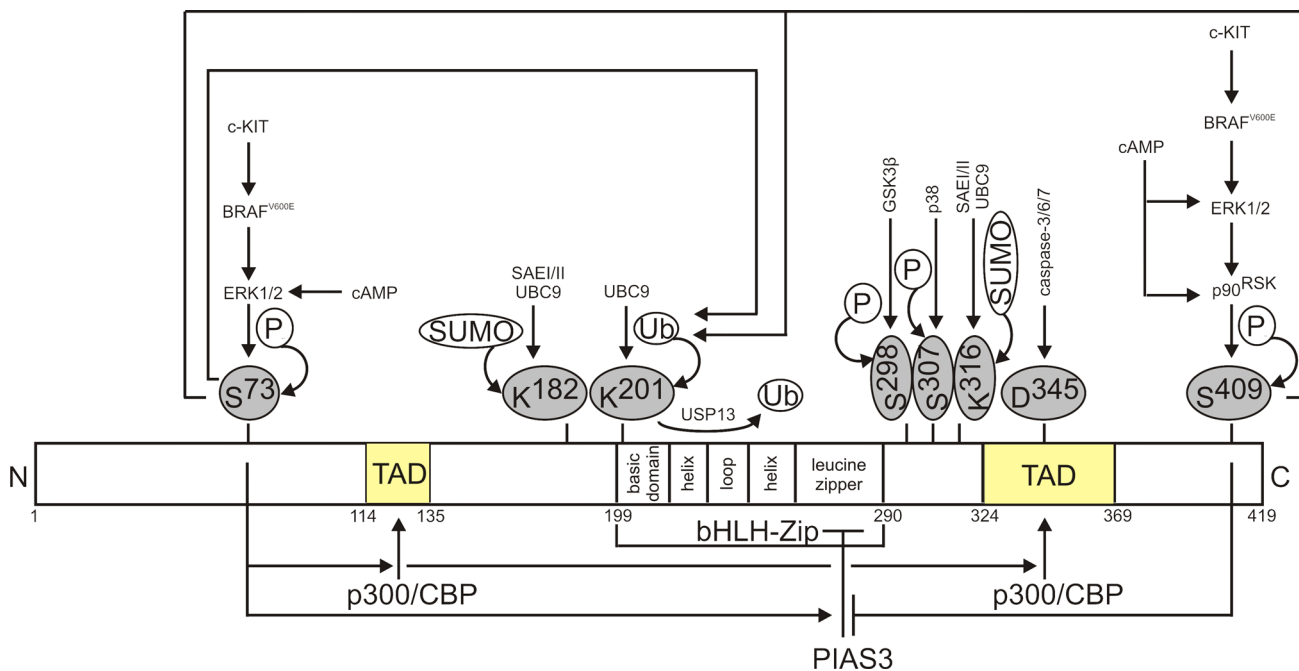 c-KIT
BRAFV600E
ERK1/2
cAMP
P
S73
SAEI/II
UBC9
SUMO
K182
UBC9
Ub
K201
USP13
Ub
GSK3β
P
S298
p38
P
S307
SAEI/II
UBC9
SUMO
K316
caspase-3/6/7
D345
c-KIT
BRAFV600E
cAMP
ERK1/2
p90RSK
P
S409
N
TAD
basic
domain
helix
loop
helix
leucine
zipper
TAD
C
1
114
135
199
290
324
369
419
bHLH-Zip
p300/CBP
p300/CBP
PIAS3